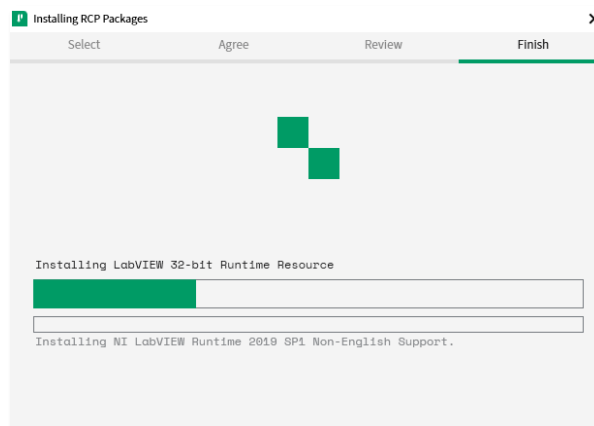 Installing RCP Packages
Select Agree Review Finish
Installing LabVIEW 32-bit Runtime Resource
Installing NI LabVIEW Runtime 2019 SP1 Non-English Support.